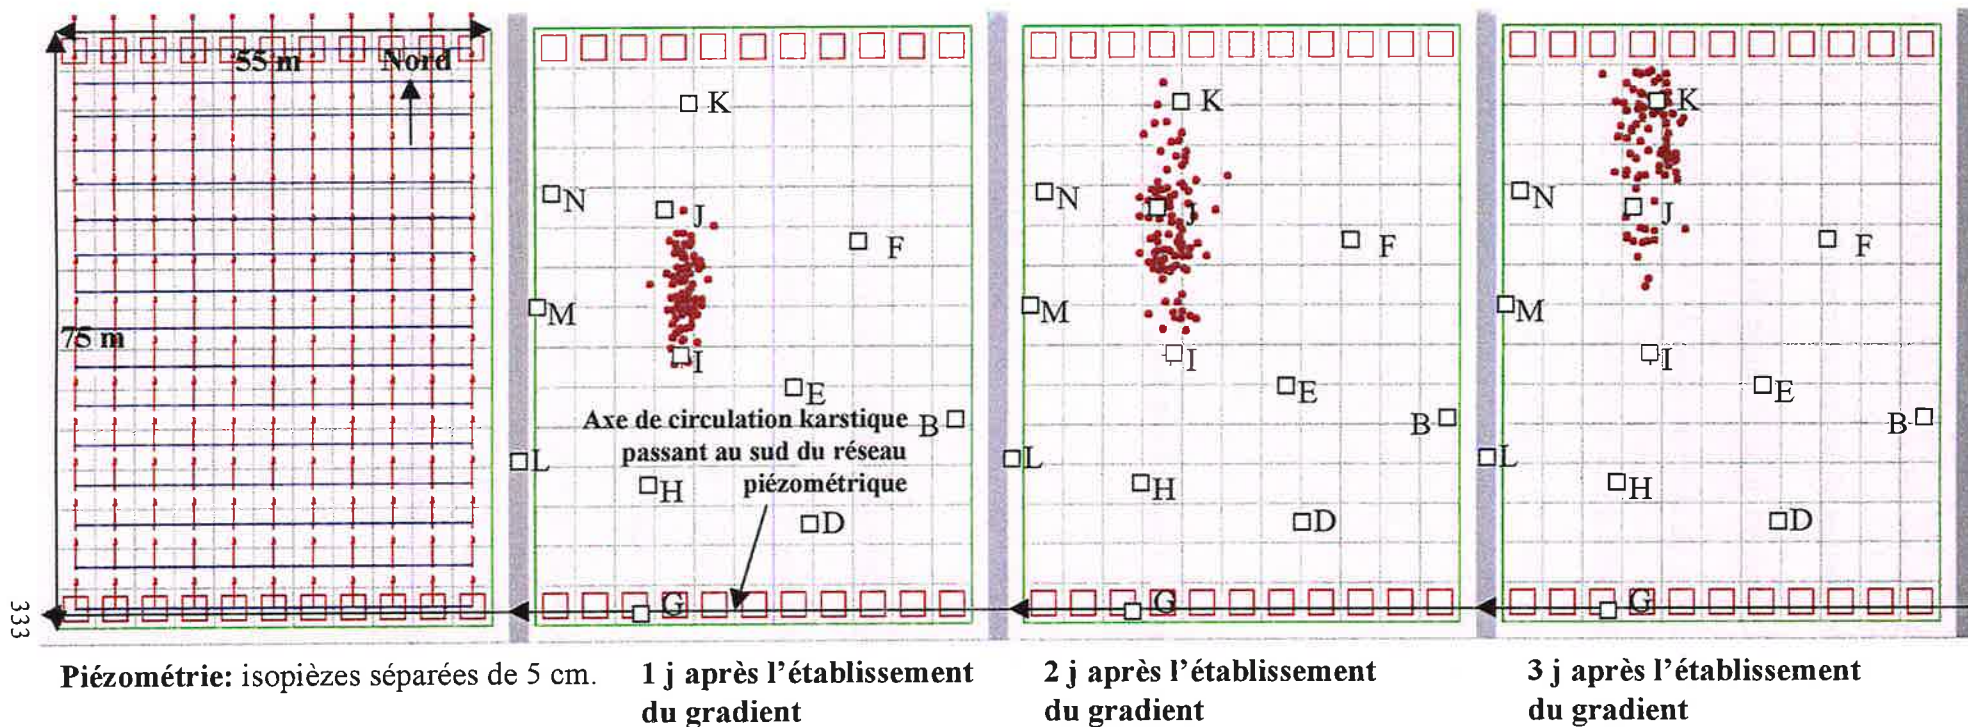 55 m
Nord
75 m
333
K
N
J
F
M
I
E
Axe de circulation karstique
passant au sud du réseau
piézométrique
B
L
H
D
G
K
N
J
F
M
I
E
B
L
H
D
G
K
N
J
F
M
I
E
B
L
H
D
G
Piézométrie: isopièzes séparées de 5 cm.
1 j après l'établissement
du gradient
2 j après l'établissement
du gradient
3 j après l'établissement
du gradient